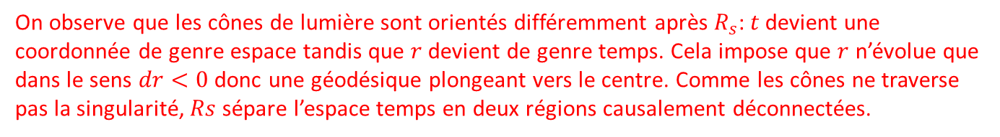 On observe que les cônes de lumière sont orientés différemment après $R_s$: $t$ devient une
coordonnée de genre espace tandis que $r$ devient de genre temps. Cela impose que $r$ n’évolue que
dans le sens $dr < 0$ donc une géodésique plongeant vers le centre. Comme les cônes ne traverse
pas la singularité, $Rs$ sépare l’espace temps en deux régions causalement déconnectées.